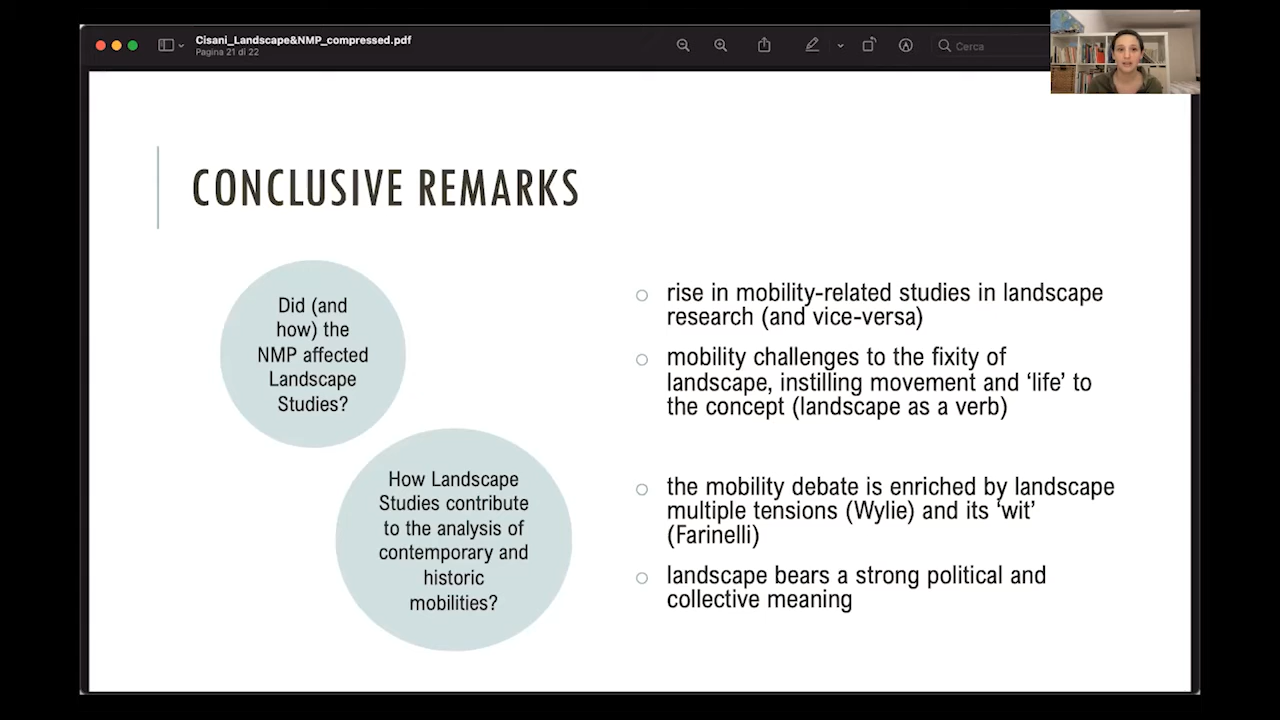 Cisani_Landscape&NMP_compressed.pdf
Pagina 21 di 22
Cerca
CONCLUSIVE REMARKS
Did (and
how) the
NMP affected
Landscape
Studies?
rise in mobility-related studies in landscape
research (and vice-versa)
mobility challenges to the fixity of
landscape, instilling movement and ‘life’ to
the concept (landscape as a verb)
How Landscape
Studies contribute
to the analysis of
contemporary and
historic
mobilities?
the mobility debate is enriched by landscape
multiple tensions (Wylie) and its ‘wit’
(Farinelli)
landscape bears a strong political and
collective meaning